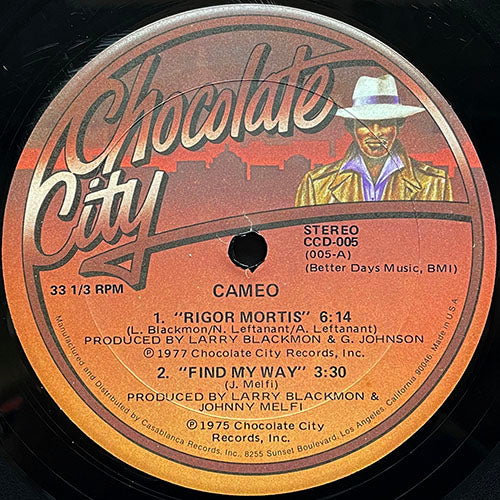 Chocolate
City
STEREO
CCD-005
(005-A)
(Better Days Music, BMI)
33 1/3 RPM
CAMEO
1. "RIGOR MORTIS" 6:14
(L. Blackmon/N. Leftanant/A. Leftanant)
PRODUCED BY LARRY BLACKMON & G. JOHNSON
℗ 1977 Chocolate City Records, Inc.
2. "FIND MY WAY" 3:30
(J. Melfi)
PRODUCED BY LARRY BLACKMON &
JOHNNY MELFI
℗ 1975 Chocolate City
Records, Inc.
Manufactured and Distributed by Casablanca Records, Inc., 8255 Sunset Boulevard, Los Angeles, California 90046. Made in U.S.A.